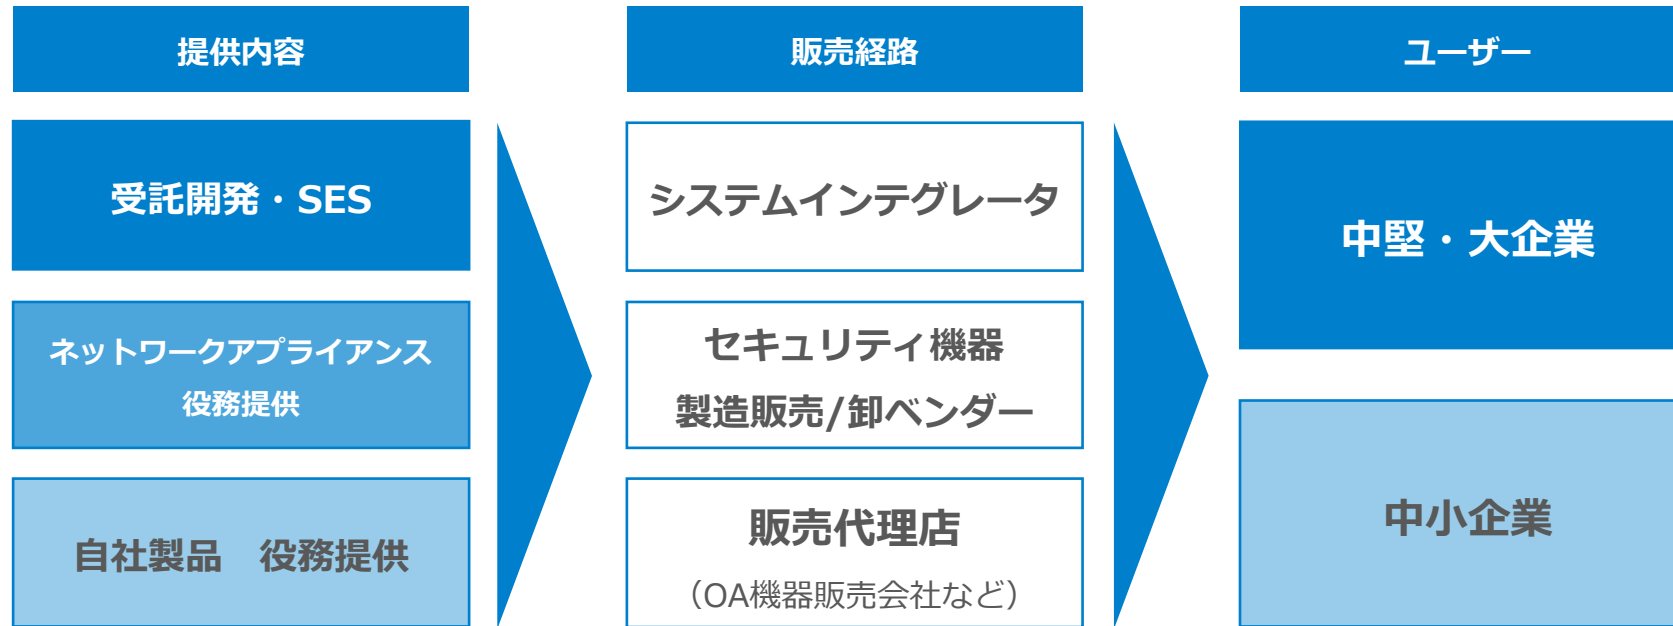 提供内容
販売経路
ユーザー
受託開発・SES
システムインテグレータ
中堅・大企業
ネットワークアプライアンス
役務提供
セキュリティ機器
製造販売/卸ベンダー
自社製品　役務提供
販売代理店
（OA機器販売会社など）
中小企業